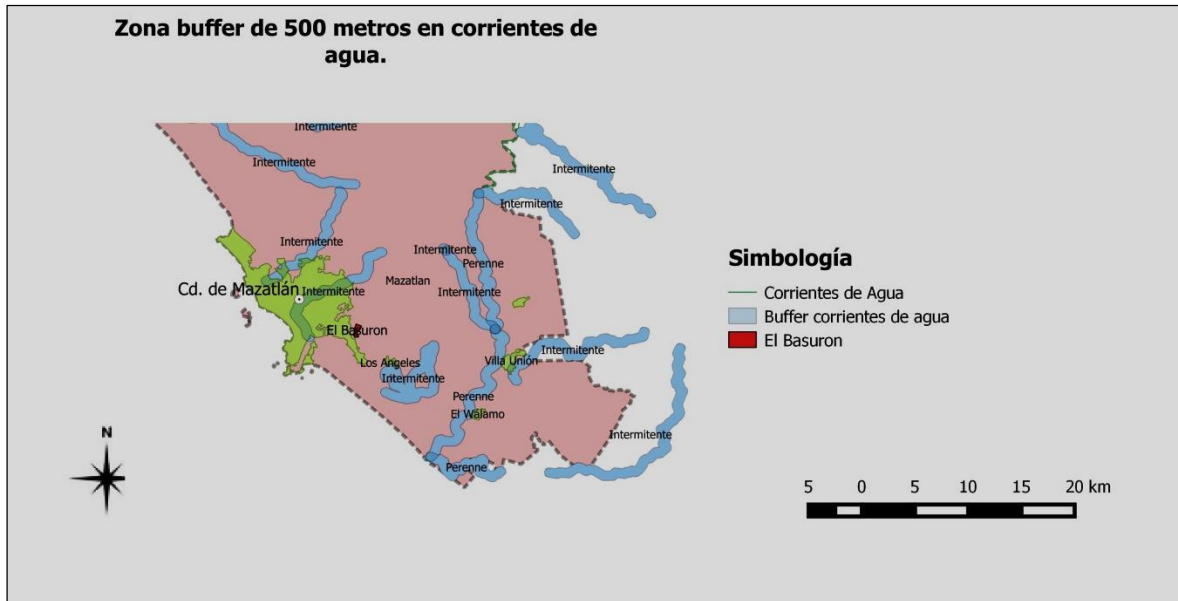 Zona buffer de 500 metros en corrientes de
agua.
Intermitente
Intermitente
Intermitente
Intermitente
Intermitente
Intermitente
Perenne
Mazatlan
Cd. de Mazatlán
Intermitente
Intermitente
El Basuron
Los Angeles
Intermitente
Villa Unión
Intermitente
Perenne
El Walamo
Intermitente
Perenne
Simbología
Corrientes de Agua
Buffer corrientes de agua
El Basuron
N
5 0 5 10 15 20 km